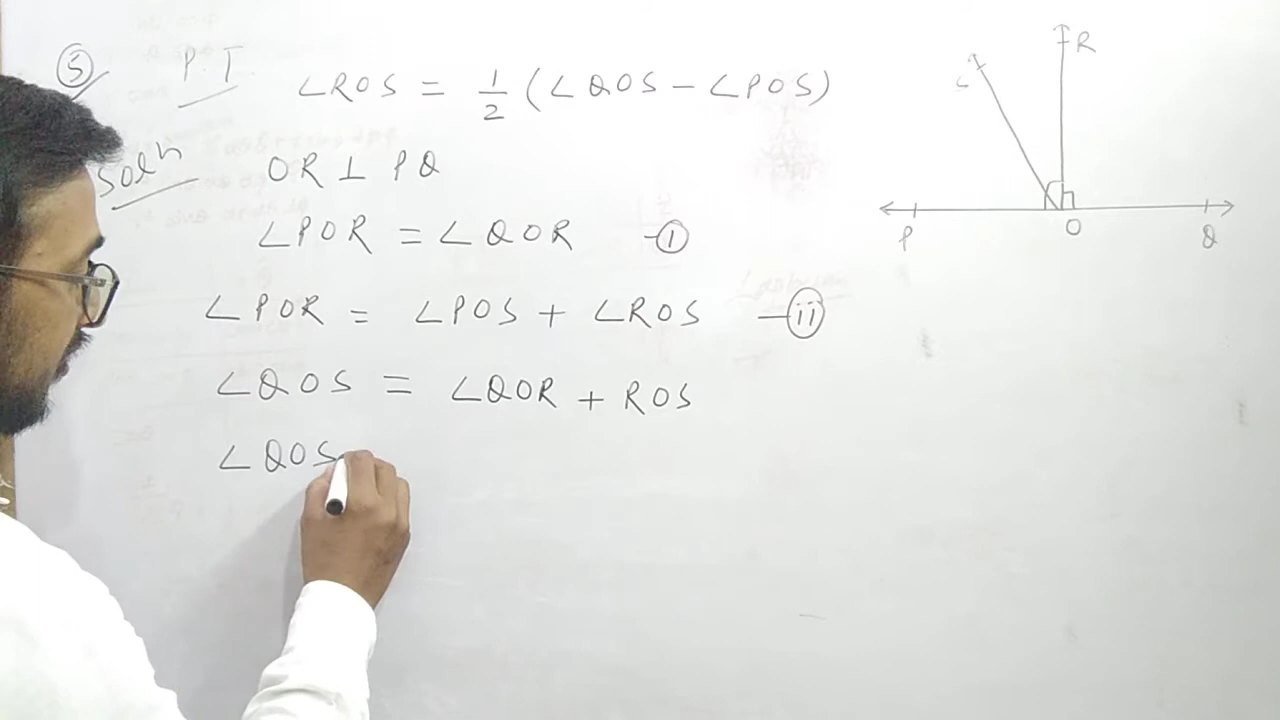 5 P.T. ∠ROS = 1/2 (∠QOS − ∠POS)
Solⁿ OR ⊥ PQ
∠POR = ∠QOR —(i)
∠POR = ∠POS + ∠ROS —(ii)
∠QOS = ∠QOR + ROS
∠QOS
R
P O Q